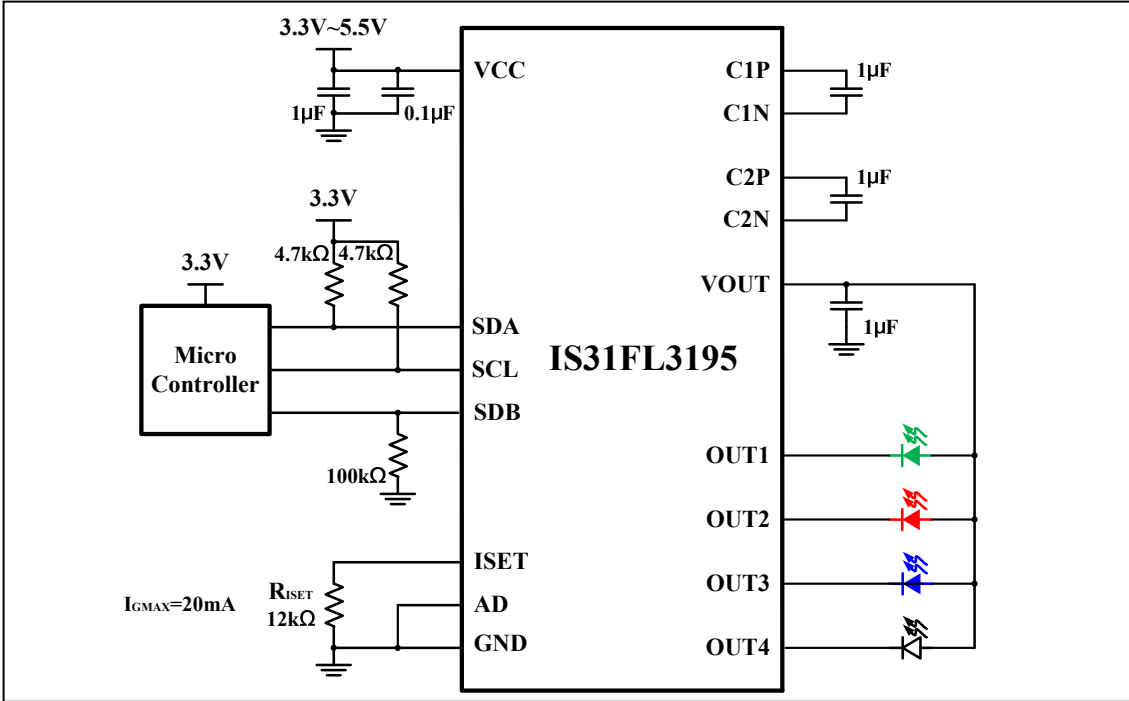 3.3V~5.5V
VCC
1µF
0.1µF
C1P
1µF
C1N
C2P
1µF
C2N
3.3V
4.7kΩ
4.7kΩ
3.3V
VOUT
1µF
SDA
Micro
Controller
SCL
IS31FL3195
SDB
100kΩ
OUT1
OUT2
ISET
RISET
12kΩ
IGMAX=20mA
AD
OUT3
GND
OUT4